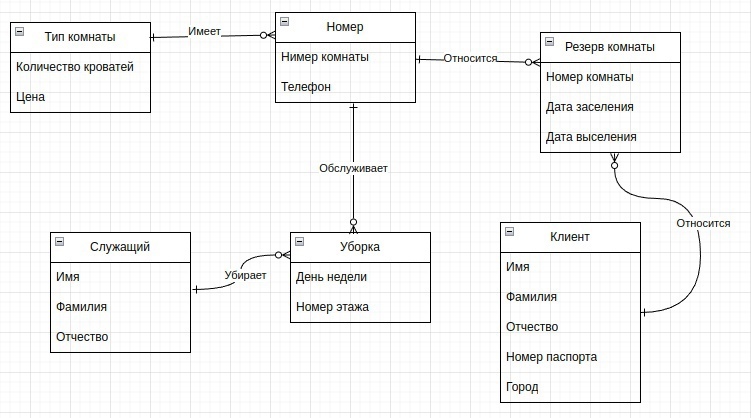 Тип комнаты
Количество кроватей
Цена
Имеет
Номер
Нимер комнаты
Телефон
Относится
Резерв комнаты
Номер комнаты
Дата заселения
Дата выселения
Обслуживает
Служащий
Имя
Фамилия
Отчество
Убирает
Уборка
День недели
Номер этажа
Клиент
Имя
Фамилия
Отчество
Номер паспорта
Город
Относится